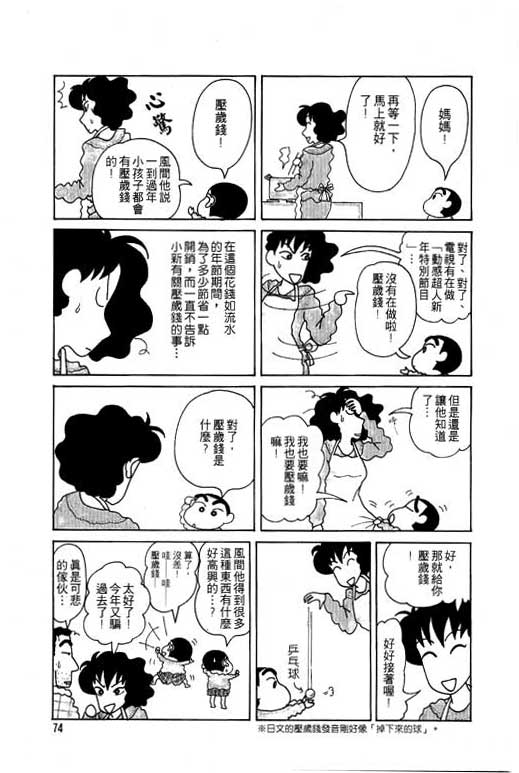 媽媽！
再等一下，
馬上就好
了！
壓歲錢！
心驚
風間他說
一到過年
小孩子都會
有壓歲錢
的！
對了、對了、
電視有在做
「動感超人新
年特別節目
」…
沒有在做啦！
壓歲錢！
在這個花錢如流水
的年節期間，
為了多少節省一點
開銷，而一直不告訴
小新有關壓歲錢的事…
但是還是
讓他知道
了…
我也要嘛！
我也要壓歲錢
嘛！
對了，
壓歲錢是
什麼？
好，
那就給你
壓歲錢
！
好好接著喔！
乒乓球
風間他得到很多
這種東西有什麼
好高興的…？
算了，
沒差！
壓歲錢——
哇——哇
太好了！
今年又騙
過去了！
真是可悲
的傢伙…
※日文的壓歲錢發音剛好像「掉下來的球」。
74